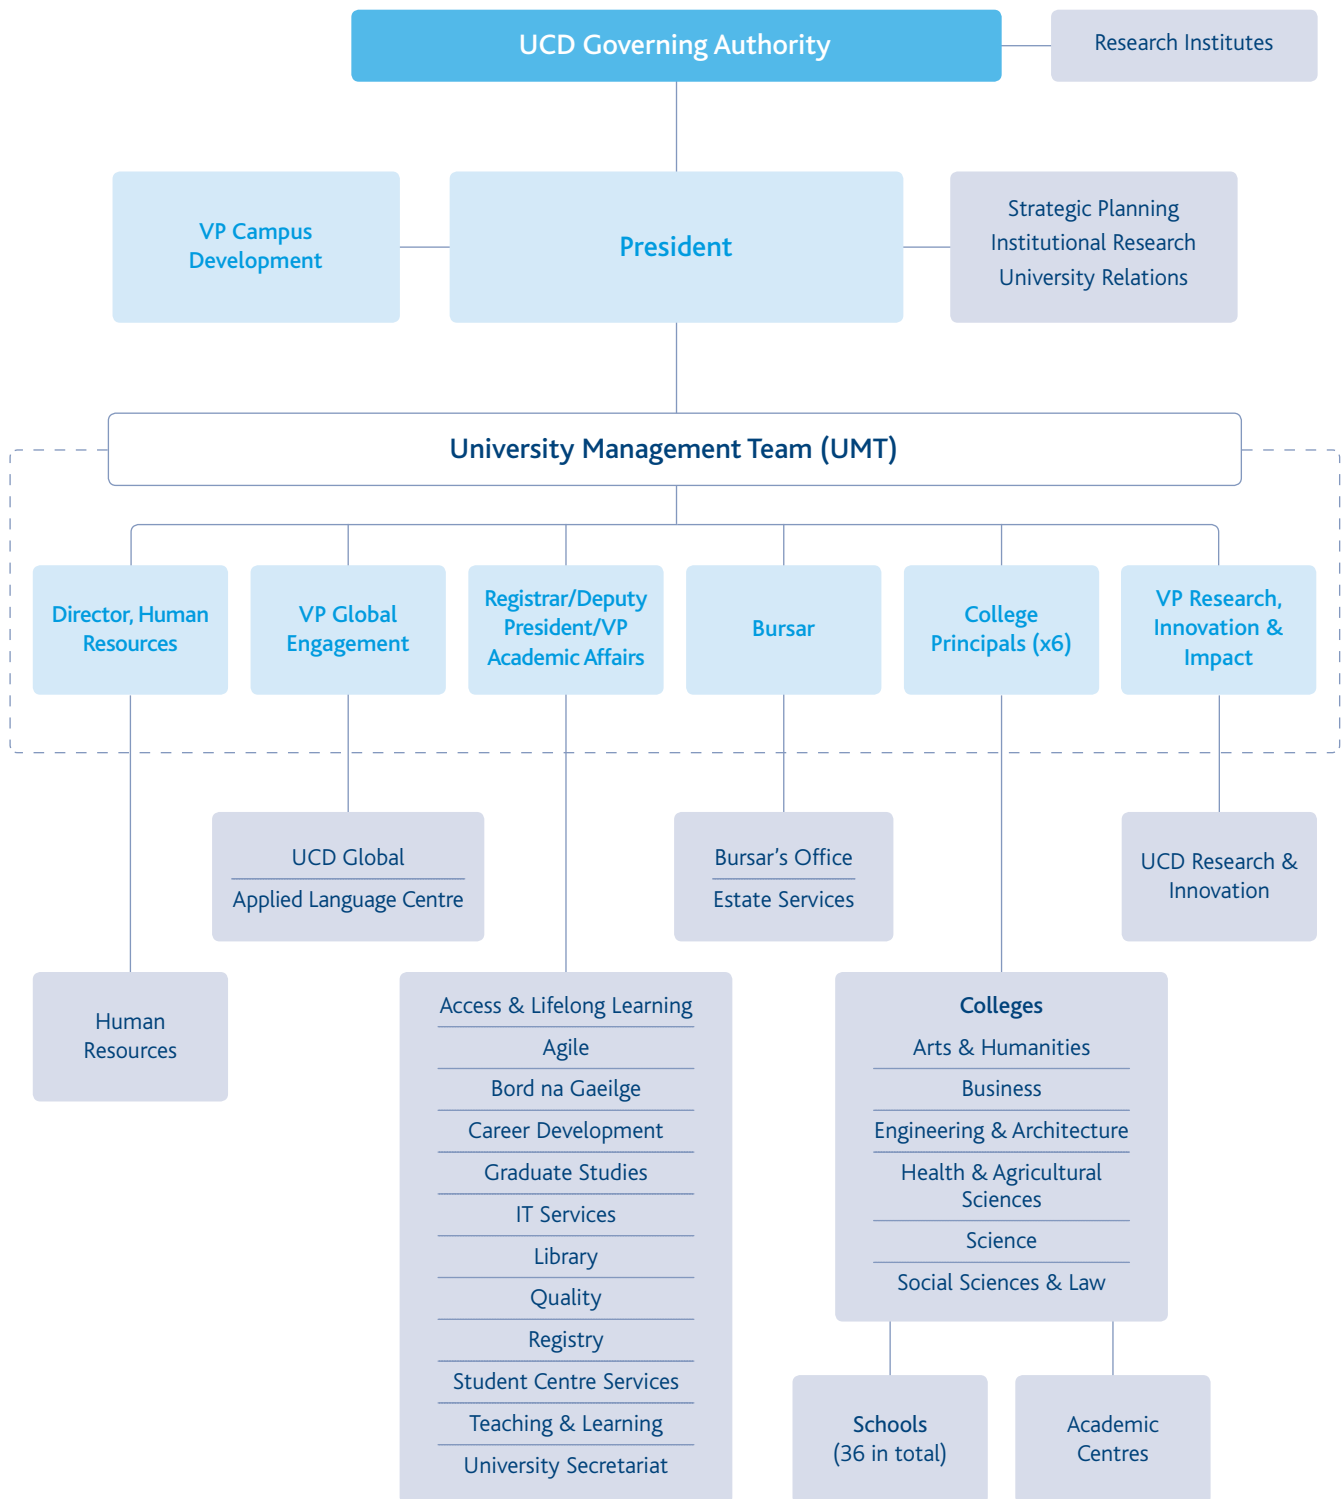 UCD Governing Authority
Research Institutes
VP Campus
Development
President
Strategic Planning
Institutional Research
University Relations
University Management Team (UMT)
Director, Human
Resources
VP Global
Engagement
Registrar/Deputy
President/VP
Academic Affairs
Bursar
College
Principals (x6)
VP Research,
Innovation &
Impact
UCD Global
Applied Language Centre
Bursar’s Office
Estate Services
UCD Research &
Innovation
Human
Resources
Access & Lifelong Learning
Agile
Bord na Gaeilge
Career Development
Graduate Studies
IT Services
Library
Quality
Registry
Student Centre Services
Teaching & Learning
University Secretariat
Colleges
Arts & Humanities
Business
Engineering & Architecture
Health & Agricultural
Sciences
Science
Social Sciences & Law
Schools
(36 in total)
Academic
Centres